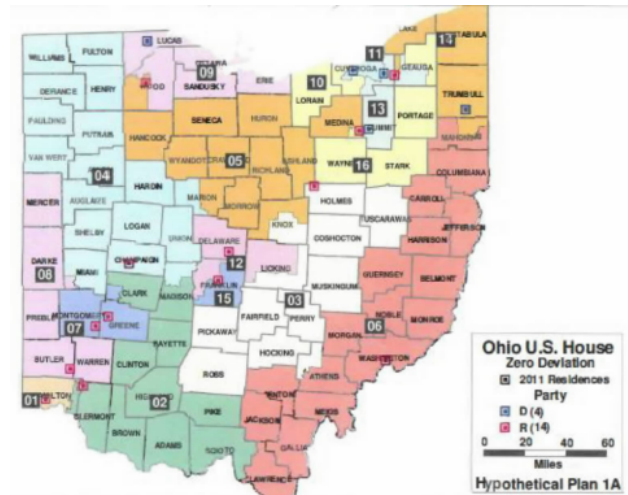 LAKE
ASHTABULA
LUCAS
FULTON
WILLIAMS
11
14
CUYAHOGA
GEAUGA
09
OTTAWA
WOOD
SANDUSKY
ERIE
10
LORAIN
HENRY
DEFIANCE
TRUMBULL
13
SENECA
HURON
MEDINA
SUMMIT
PORTAGE
PAULDING
PUTNAM
HANCOCK
MAHONING
VAN WERT
WYANDOT
CRAWFORD
05
RICHLAND
ASHLAND
WAYNE
16
STARK
COLUMBIANA
04
HARDIN
MARION
MORROW
HOLMES
CARROLL
MERCER
AUGLAIZE
KNOX
TUSCARAWAS
JEFFERSON
SHELBY
LOGAN
UNION
DELAWARE
COSHOCTON
HARRISON
DARKE
08
MIAMI
CHAMPAIGN
12
LICKING
GUERNSEY
BELMONT
CLARK
MADISON
FRANKLIN
15
MUSKINGUM
03
PREBLE
MONTGOMERY
07
GREENE
FAIRFIELD
PERRY
NOBLE
MONROE
PICKAWAY
MORGAN
06
FAYETTE
BUTLER
WARREN
CLINTON
HOCKING
WASHINGTON
ROSS
ATHENS
01
HAMILTON
HIGHLAND
02
VINTON
CLERMONT
PIKE
JACKSON
MEIGS
BROWN
ADAMS
SCIOTO
GALLIA
LAWRENCE
Ohio U.S. House
Zero Deviation
2011 Residences
Party
D (4)
R (14)
0 20 40 60
Miles
Hypothetical Plan 1A